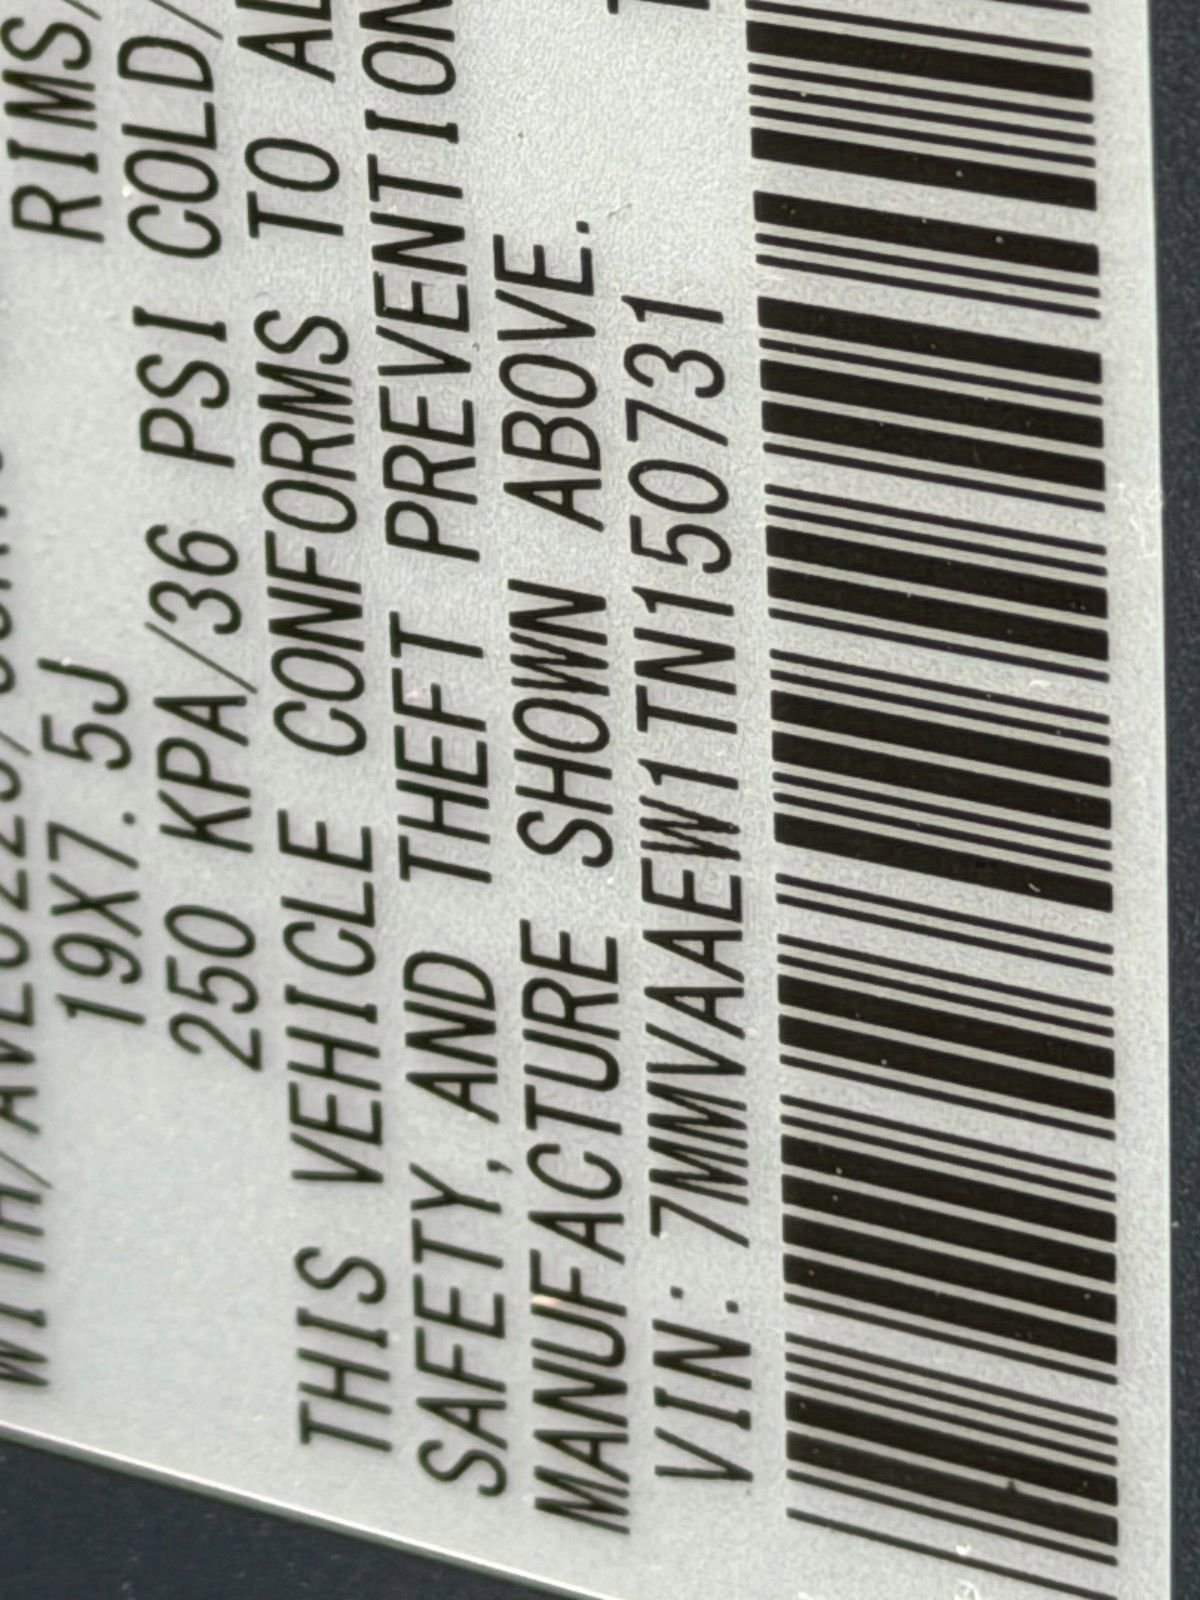 RIMS/
19X7.5J COLD/
250 KPA/36 PSI
THIS VEHICLE CONFORMS TO AL
SAFETY, AND THEFT PREVENTION
MANUFACTURE SHOWN ABOVE.
VIN: 7MMVAAEW1TN150731